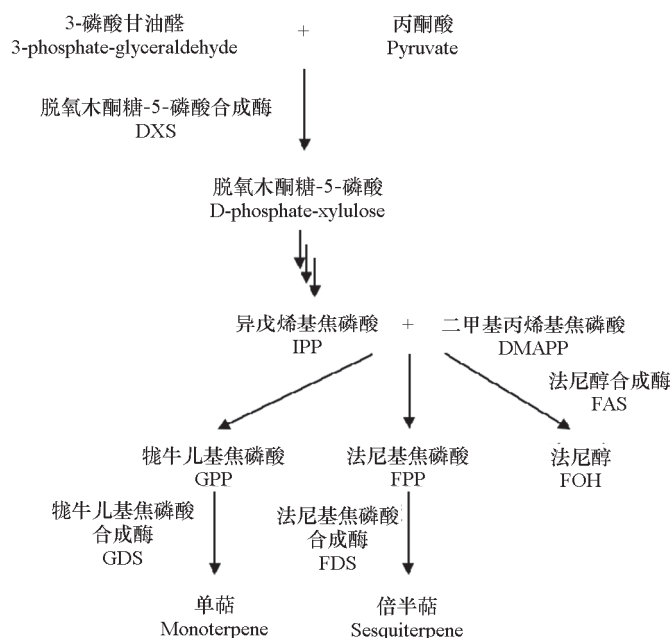 3-磷酸甘油醛 + 丙酮酸
3-phosphate-glyceraldehyde Pyruvate
脱氧木酮糖-5-磷酸合成酶
DXS
脱氧木酮糖-5-磷酸
D-phosphate-xylulose
异戊烯基焦磷酸 + 二甲基丙烯基焦磷酸
IPP DMAPP
法尼醇合成酶
FAS
牻牛儿基焦磷酸 法尼基焦磷酸 法尼醇
GPP FPP FOH
牻牛儿基焦磷酸 法尼基焦磷酸
合成酶 合成酶
GDS FDS
单萜 倍半萜
Monoterpene Sesquiterpene